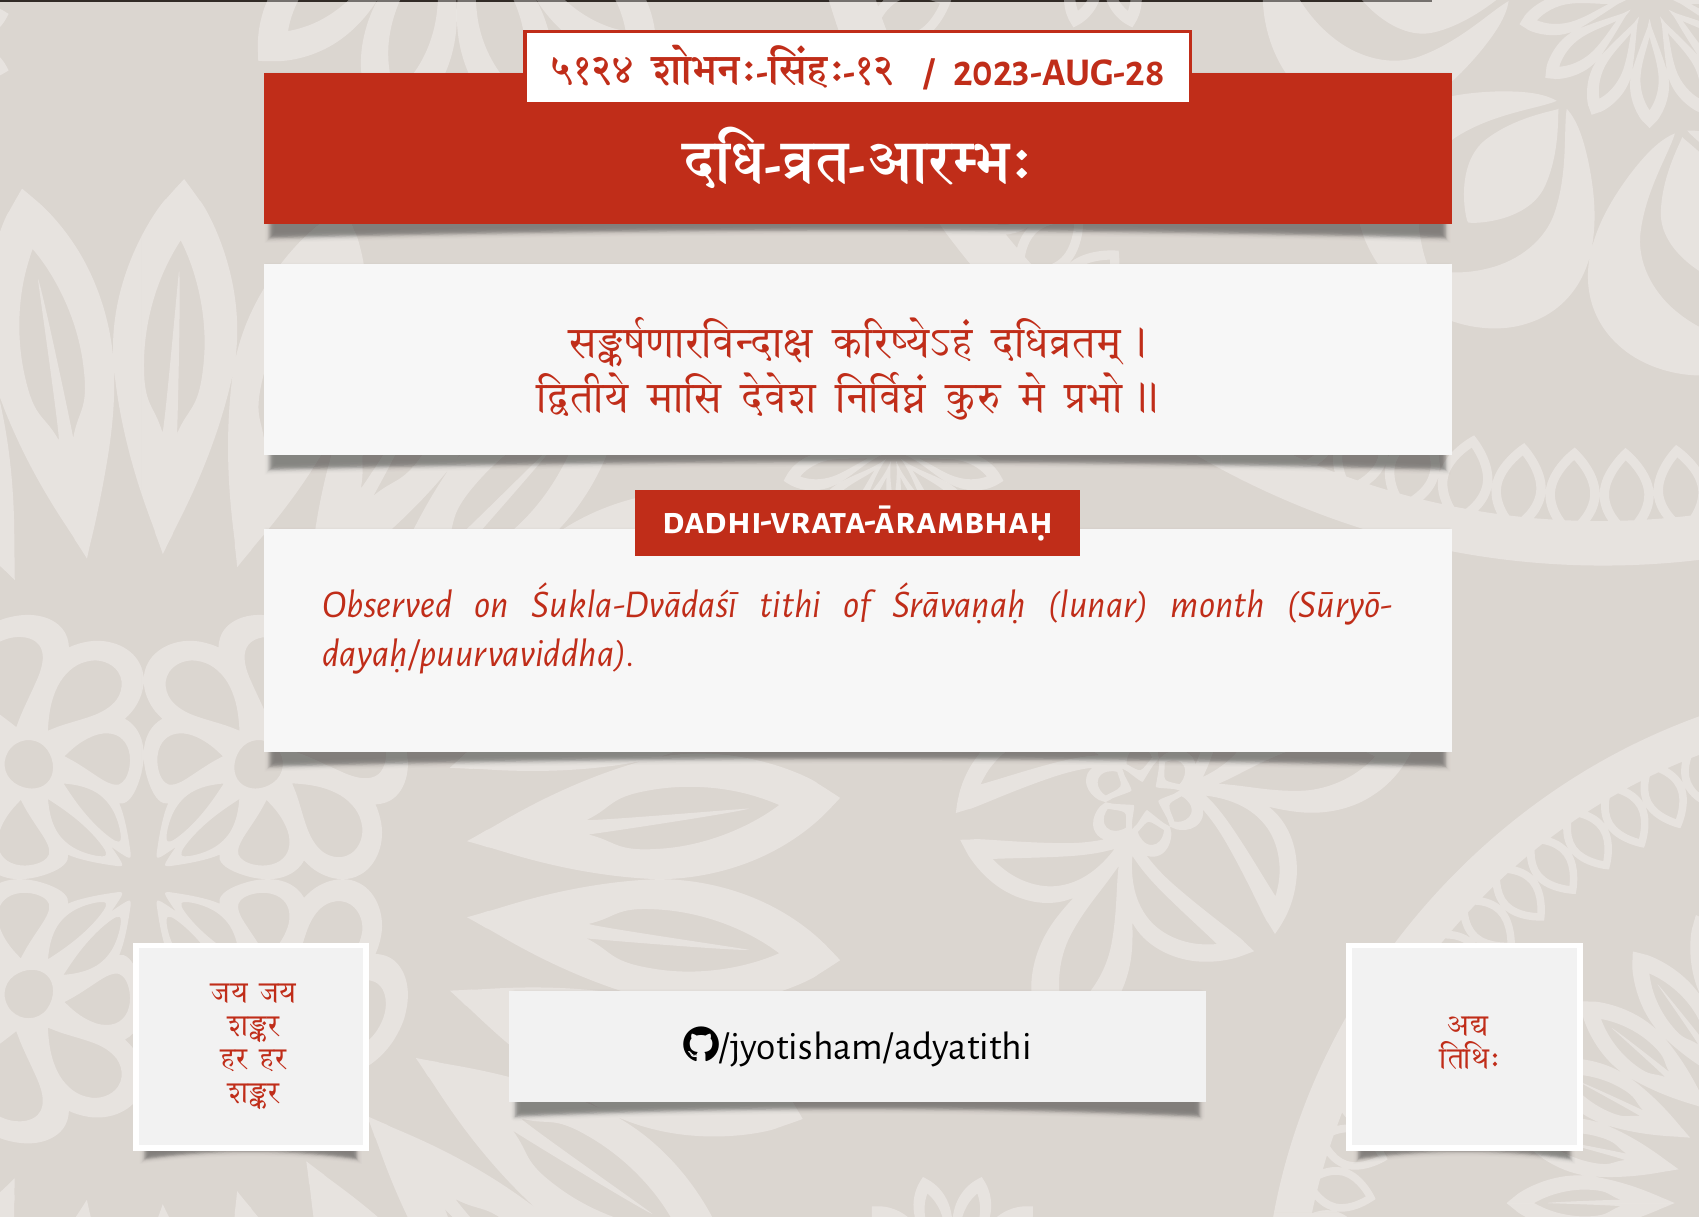 ५१२४ शोभनः-सिंहः-१२ / 2023-AUG-28
दधि-व्रत-आरम्भः
सङ्कर्षणारविन्दाक्ष करिष्येऽहं दधिव्रतम् ।
द्वितीये मासि देवेश निर्विघ्नं कुरु मे प्रभो ॥
DADHI-VRATA-ĀRAMBHAḤ
Observed on Śukla-Dvādaśī tithi of Śrāvaṇaḥ (lunar) month (Sūryō-
dayaḥ/puurvaviddha).
जय जय
शङ्कर
हर हर
शङ्कर
/jyotisham/adyatithi
अद्य
तिथिः